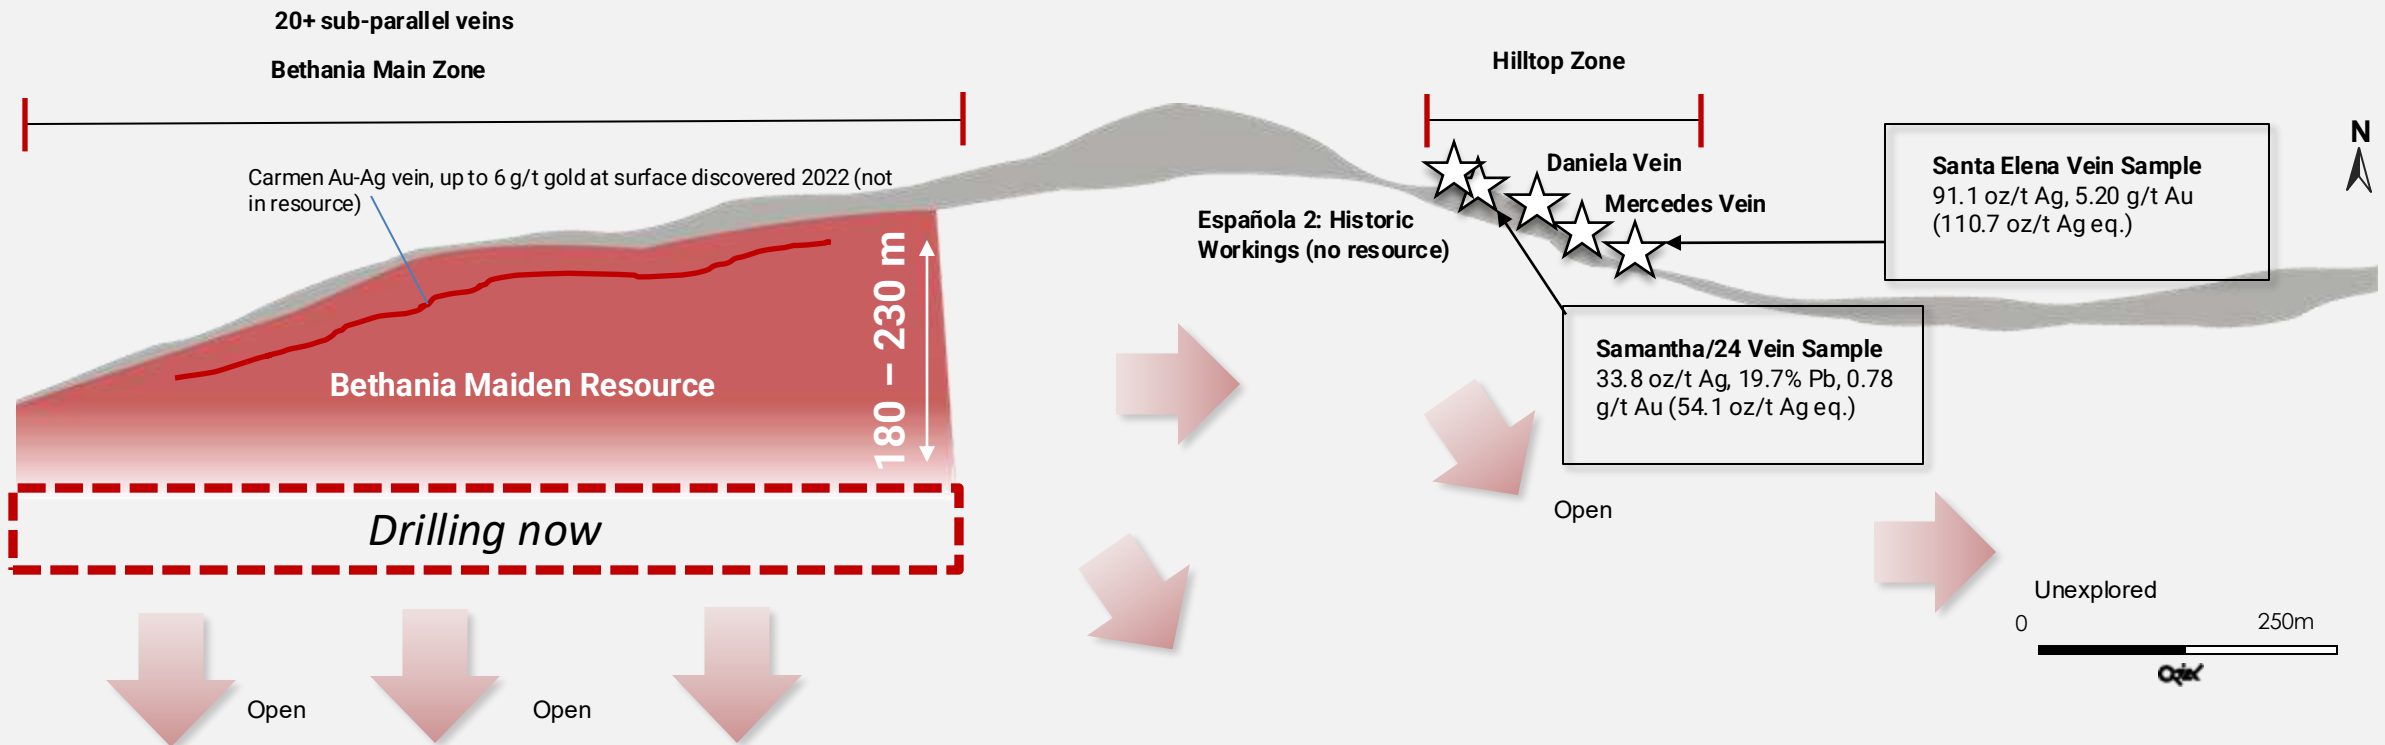 20+ sub-parallel veins
Bethania Main Zone
Hilltop Zone
N
Carmen Au-Ag vein, up to 6 g/t gold at surface discovered 2022 (not
in resource)
Daniela Vein
Mercedes Vein
Española 2: Historic
Workings (no resource)
Santa Elena Vein Sample
91.1 oz/t Ag, 5.20 g/t Au
(110.7 oz/t Ag eq.)
180 – 230 m
Bethania Maiden Resource
Samantha/24 Vein Sample
33.8 oz/t Ag, 19.7% Pb, 0.78
g/t Au (54.1 oz/t Ag eq.)
Drilling now
Open
Unexplored
0
250m
Open
Open